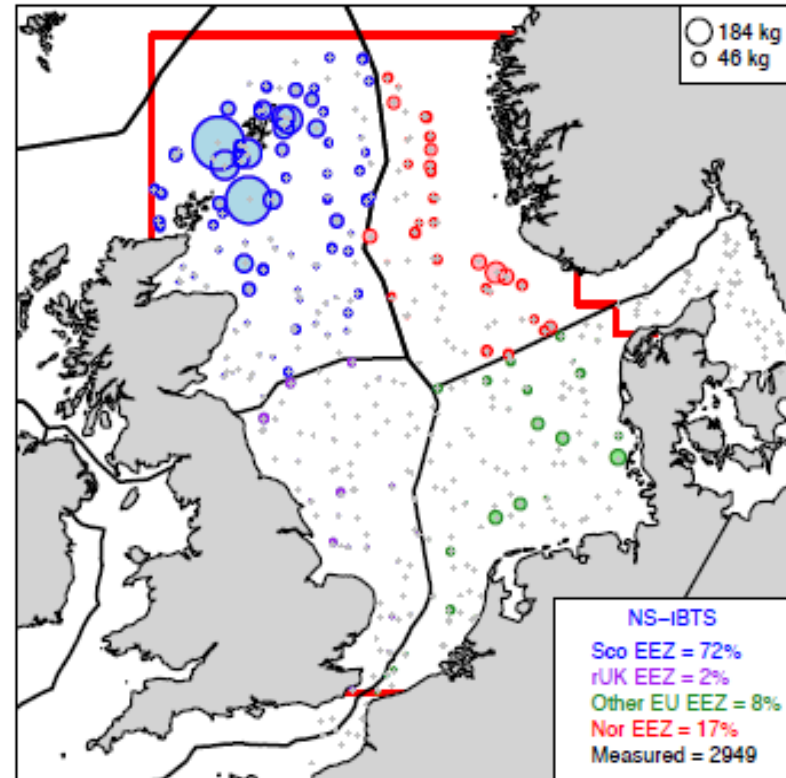 184 kg
46 kg
NS-IBTS
Sco EEZ = 72%
rUK EEZ = 2%
Other EU EEZ = 8%
Nor EEZ = 17%
Measured = 2949